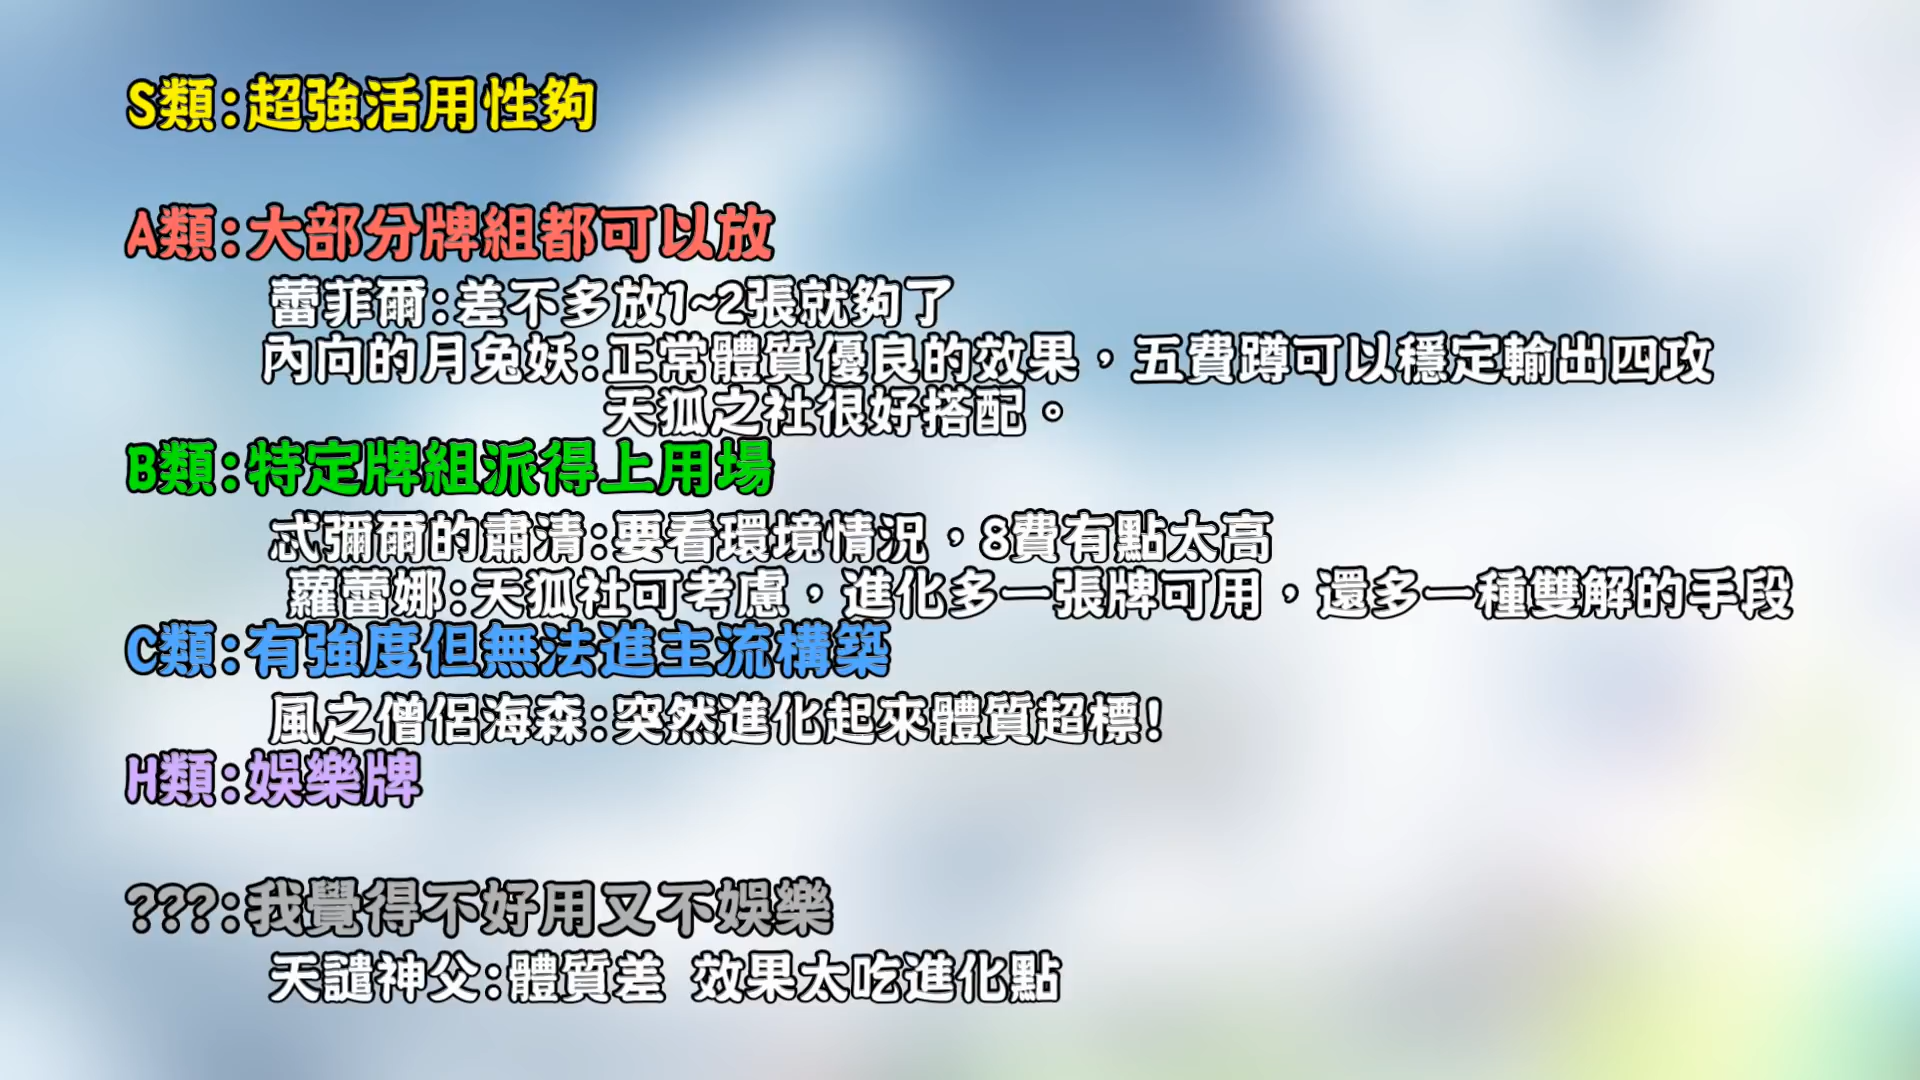 S類:超強活用性夠
A類:大部分牌組都可以放
蕾菲爾:差不多放1~2張就夠了
內向的月兔妖:正常體質優良的效果，五費蹲可以穩定輸出四攻
天狐之社很好搭配。
B類:特定牌組派得上用場
忒彌爾的肅清:要看環境情況，8費有點太高
蘿蕾娜:天狐社可考慮，進化多一張牌可用，還多一種雙解的手段
C類:有強度但無法進主流構築
風之僧侶海森:突然進化起來體質超標!
H類:娛樂牌
???:我覺得不好用又不娛樂
天譴神父:體質差 效果太吃進化點